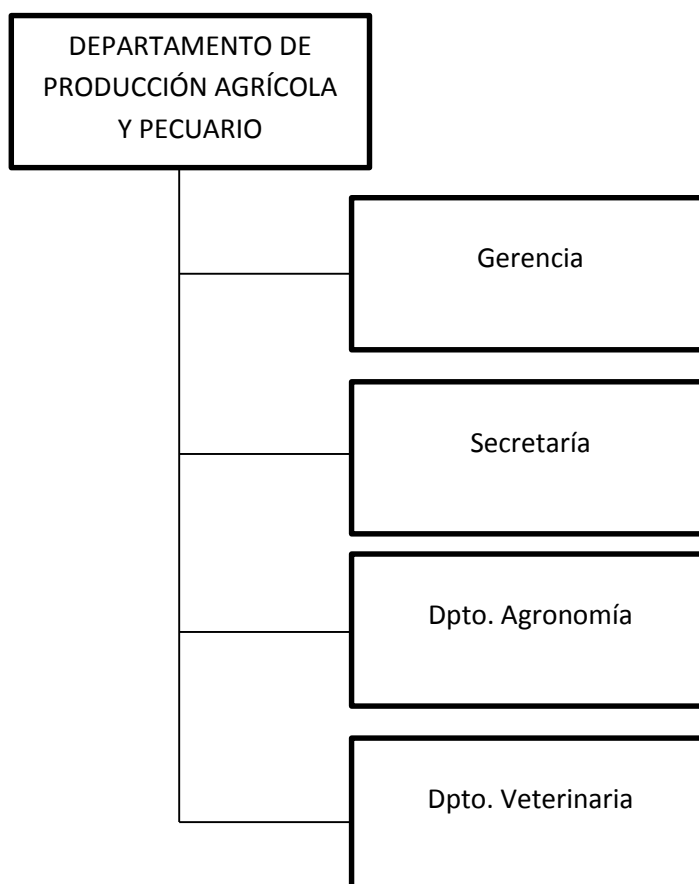 DEPARTAMENTO DE
PRODUCCIÓN AGRÍCOLA
Y PECUARIO
Gerencia
Secretaría
Dpto. Agronomía
Dpto. Veterinaria